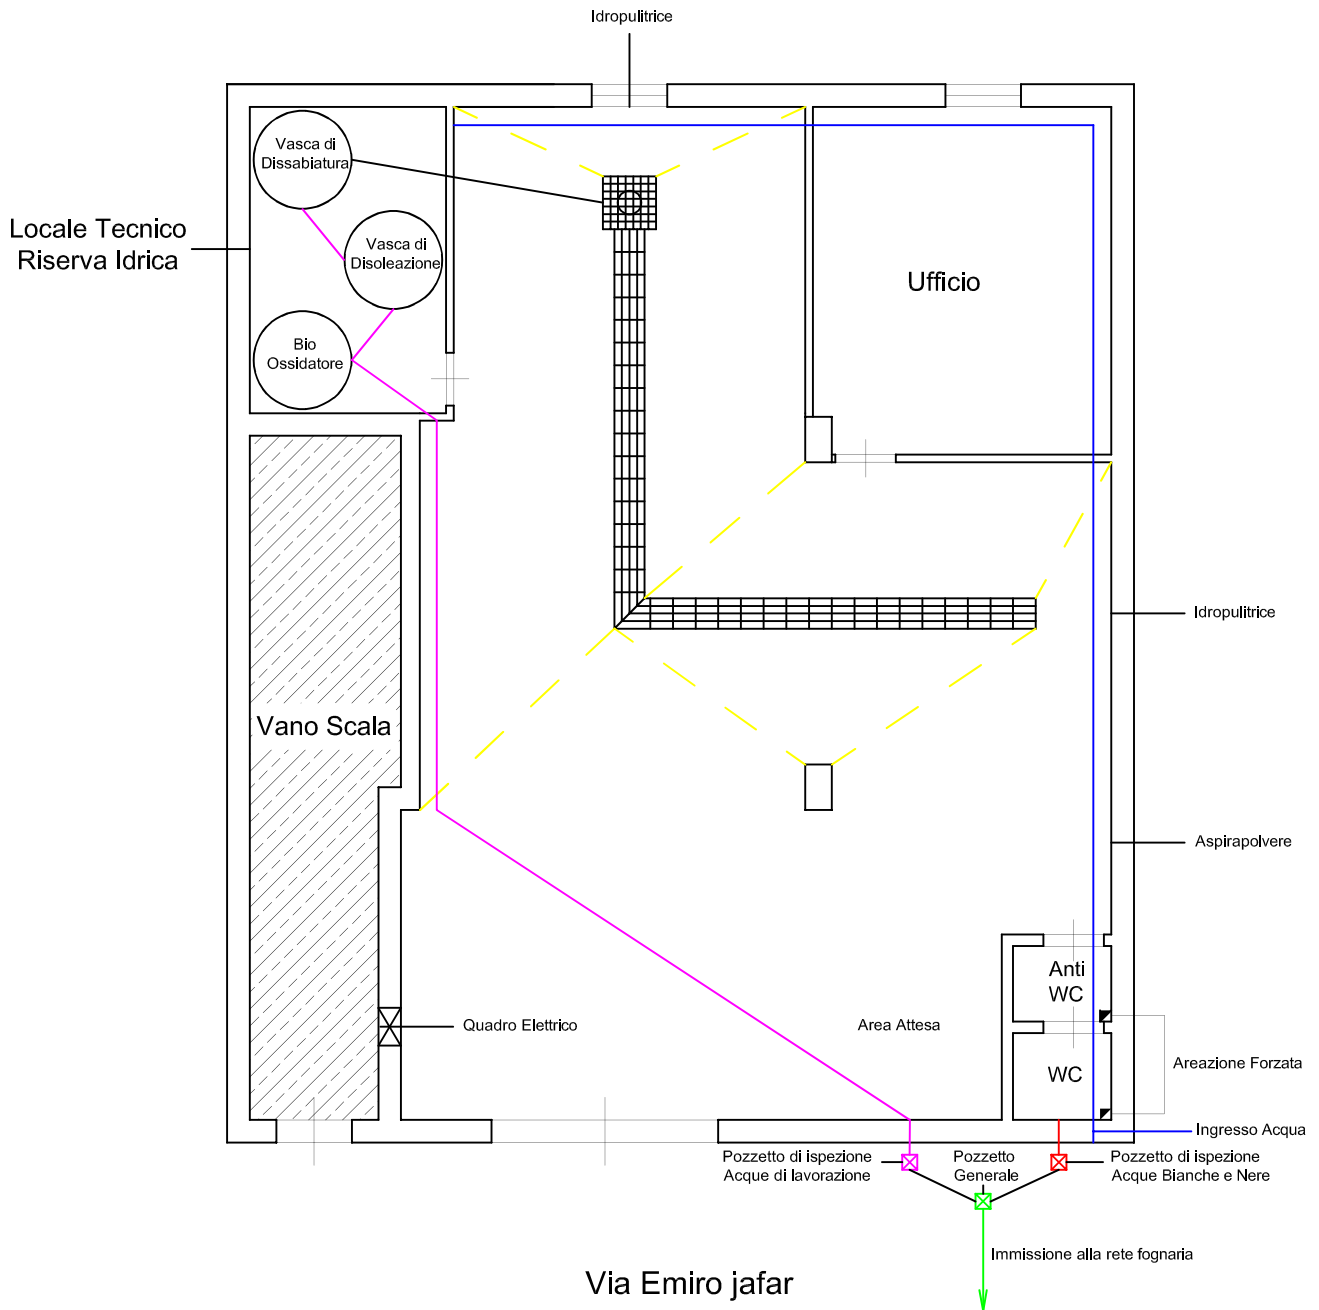 Idropulitrice
Vasca di
Dissabiatura
Locale Tecnico
Riserva Idrica
Vasca di
Disoleazione
Ufficio
Bio
Ossidatore
Idropulitrice
Vano Scala
Aspirapolvere
Anti
WC
Quadro Elettrico
Area Attesa
Areazione Forzata
WC
Ingresso Acqua
Pozzetto di ispezione
Acque di lavorazione
Pozzetto
Generale
Pozzetto di ispezione
Acque Bianche e Nere
Immissione alla rete fognaria
Via Emiro jafar